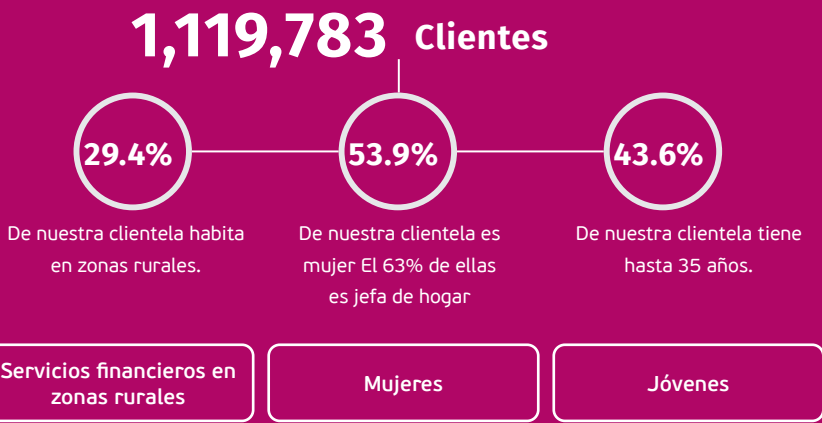 1,119,783 Clientes
29.4%
53.9%
43.6%
De nuestra clientela habita
en zonas rurales.
De nuestra clientela es
mujer El 63% de ellas
es jefa de hogar
De nuestra clientela tiene
hasta 35 años.
Servicios financieros en
zonas rurales
Mujeres
Jóvenes